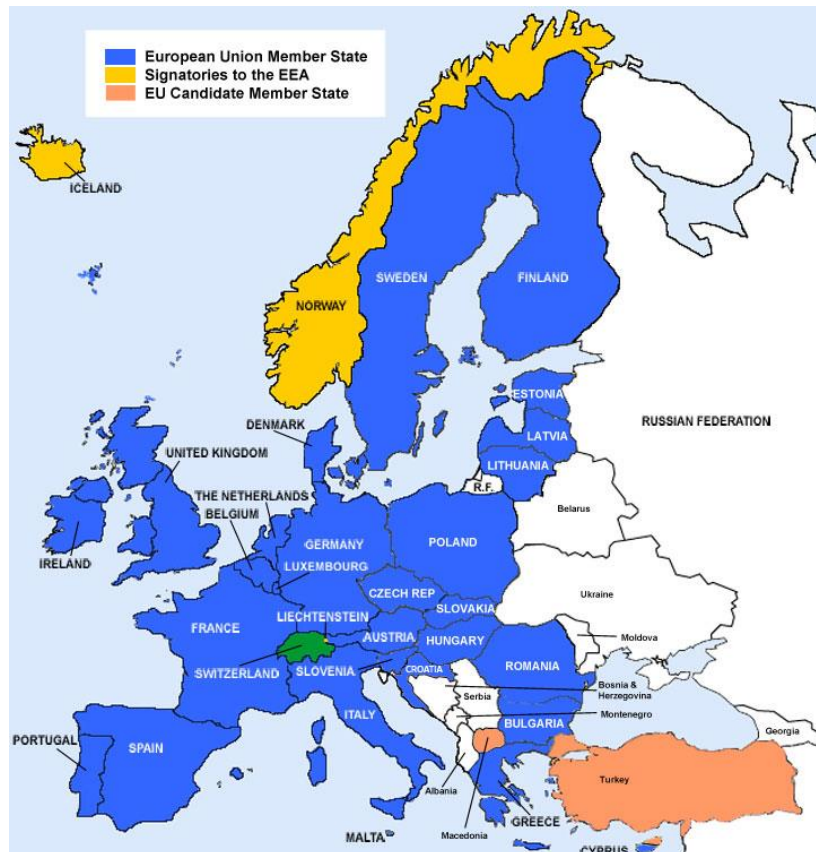 European Union Member State
Signatories to the EEA
EU Candidate Member State
ICELAND
SWEDEN
FINLAND
NORWAY
ESTONIA
RUSSIAN FEDERATION
DENMARK
LATVIA
UNITED KINGDOM
LITHUANIA
R.F.
THE NETHERLANDS
BELGIUM
Belarus
GERMANY
POLAND
IRELAND
LUXEMBOURG
CZECH REP
Ukraine
SLOVAKIA
LIECHTENSTEIN
FRANCE
AUSTRIA
HUNGARY
Moldova
SWITZERLAND
SLOVENIA
CROATIA
ROMANIA
Bosnia &
Herzegovina
Serbia
ITALY
Montenegro
BULGARIA
PORTUGAL
SPAIN
Georgia
Turkey
Albania
GREECE
MALTA
Macedonia
CYPRUS